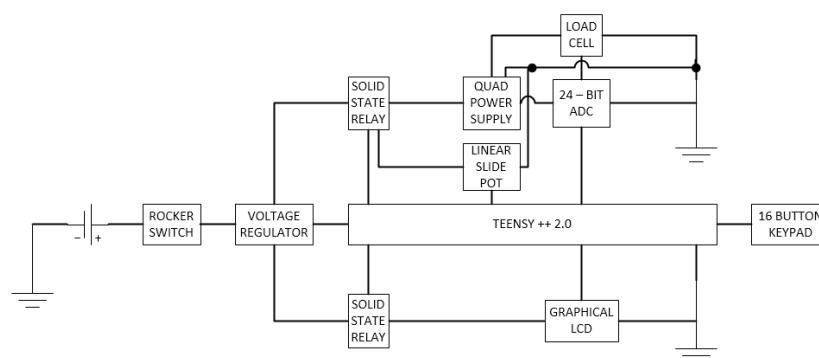 LOAD
CELL
SOLID
STATE
RELAY
QUAD
POWER
SUPPLY
24 – BIT
ADC
LINEAR
SLIDE
POT
– +
ROCKER
SWITCH
VOLTAGE
REGULATOR
TEENSY ++ 2.0
16 BUTTON
KEYPAD
SOLID
STATE
RELAY
GRAPHICAL
LCD